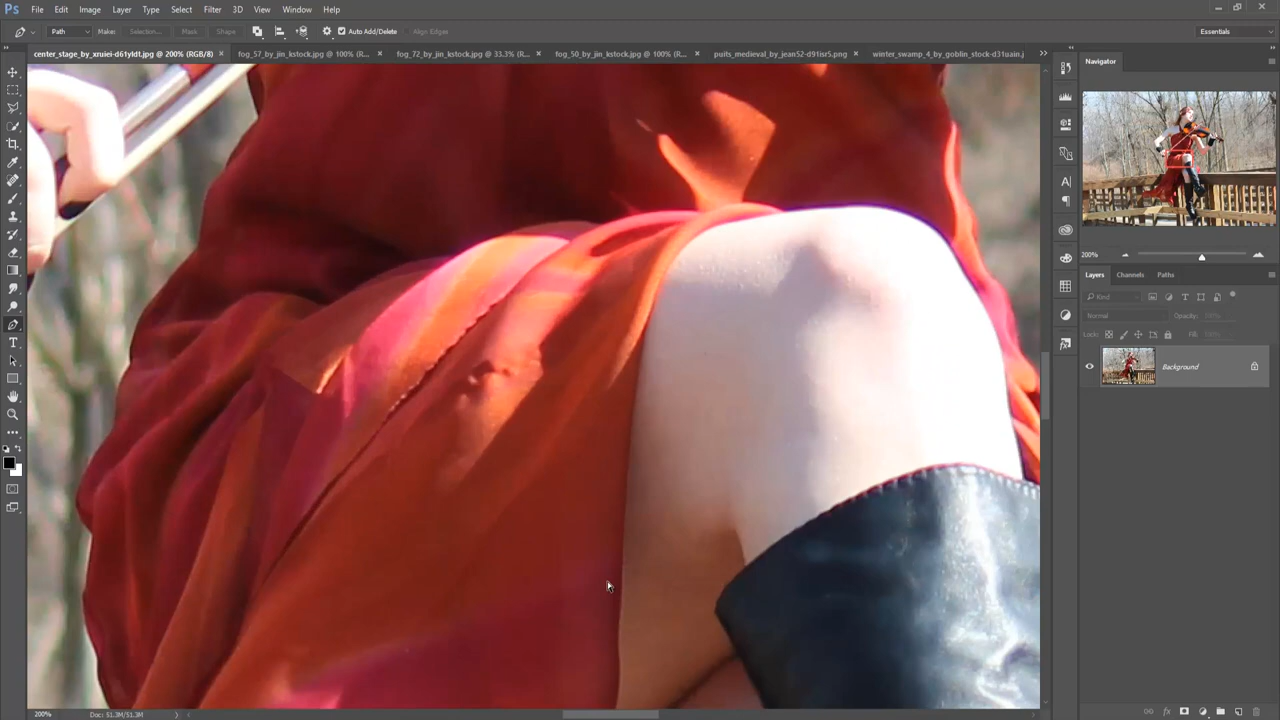 Ps File Edit Image Layer Type Select Filter 3D View Window Help
Path Make: Selection... Mask Shape Auto Add/Delete Align Edges Essentials
center_stage_by_xruiei-d61yldt.jpg @ 200% (RGB/8) × fog_57_by_jin_kstock.jpg @ 100% (R... × fog_72_by_jin_kstock.jpg @ 33.3% (... × fog_50_by_jin_kstock.jpg @ 100% (R... × puits_medieval_by_jean52-d91isr5.png × winter_swamp_4_by_goblin_stock-d31uain.j
Navigator
200%
Layers Channels Paths
Kind
Normal Opacity: 100%
Lock: Fill: 100%
Background
200% Doc: 51.3M/51.3M